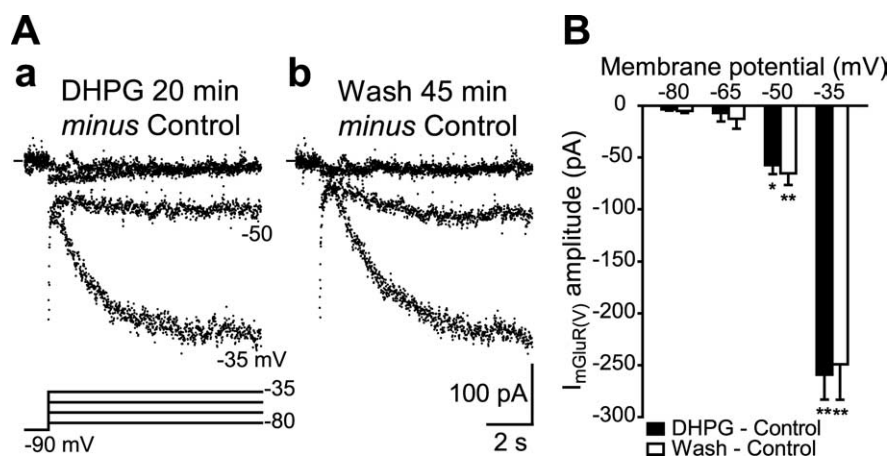 A
a
DHPG 20 min
minus Control
-50
-35 mV
-35
-80
-90 mV
b
Wash 45 min
minus Control
100 pA
2 s
B
Membrane potential (mV)
-80 -65 -50 -35
0
-50
-100
-150
-200
-250
-300
I mGluR(V) amplitude (pA)
* **
** **
DHPG - Control
Wash - Control